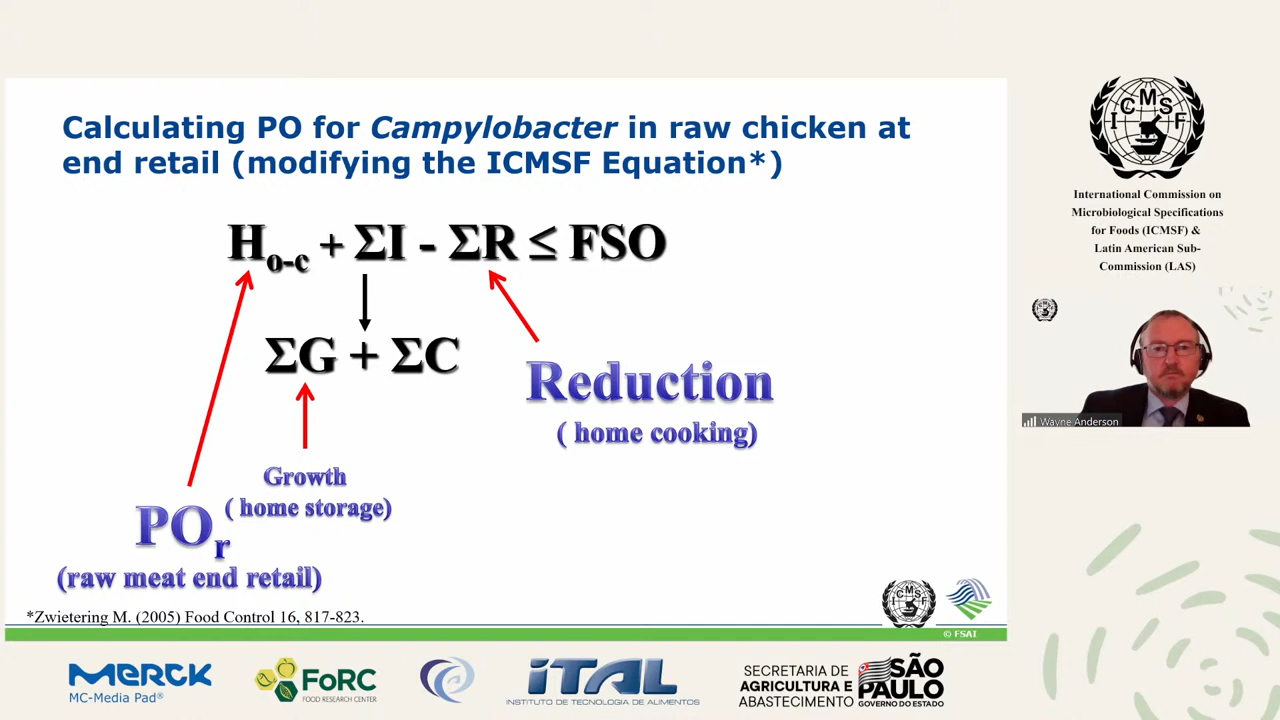 Calculating PO for Campylobacter in raw chicken at
end retail (modifying the ICMSF Equation*)
Ho-c + ΣI - ΣR ≤ FSO
ΣG + ΣC
Reduction
( home cooking)
Growth
( home storage)
POr
(raw meat end retail)
*Zwietering M. (2005) Food Control 16, 817-823.
ICMSF
© FSAI
ICMSF
International Commission on
Microbiological Specifications
for Foods (ICMSF) &
Latin American Sub-
Commission (LAS)
Wayne Anderson
MERCK
MC-Media Pad®
FoRC
FOOD RESEARCH CENTER
iTAL
INSTITUTO DE TECNOLOGIA DE ALIMENTOS
SECRETARIA DE
AGRICULTURA E
ABASTECIMENTO
SÃO
PAULO
GOVERNO DO ESTADO